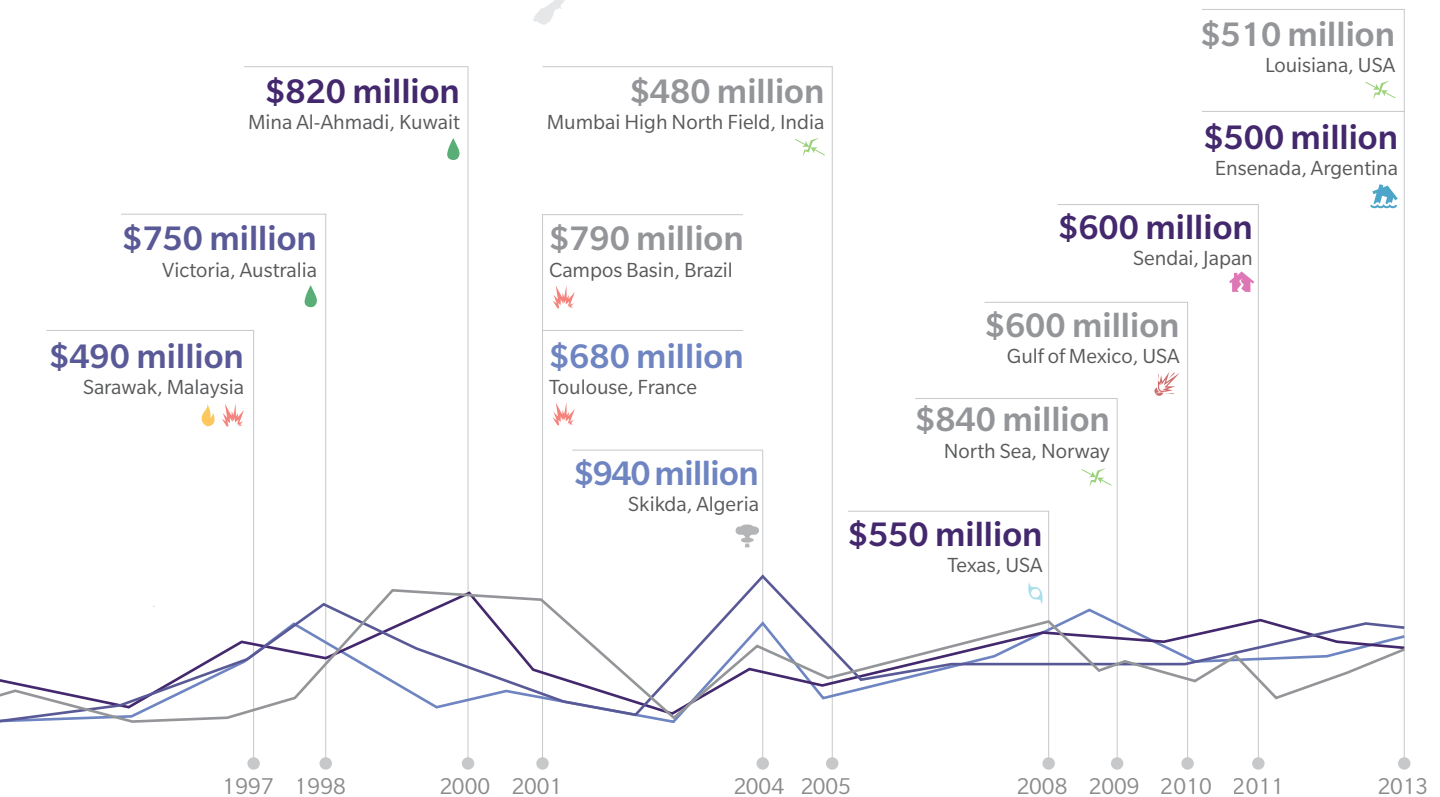 $510 million
Louisiana, USA
$820 million
Mina Al-Ahmadi, Kuwait
$480 million
Mumbai High North Field, India
$500 million
Ensenada, Argentina
$750 million
Victoria, Australia
$790 million
Campos Basin, Brazil
$600 million
Sendai, Japan
$490 million
Sarawak, Malaysia
$680 million
Toulouse, France
$600 million
Gulf of Mexico, USA
$840 million
North Sea, Norway
$940 million
Skikda, Algeria
$550 million
Texas, USA
1997 1998 2000 2001 2004 2005 2008 2009 2010 2011 2013